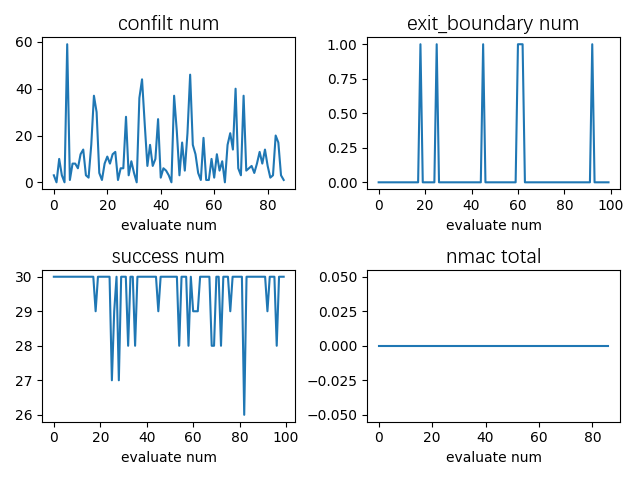 conflit num
60
40
20
0
0 20 40 60 80
evaluate num
exit_boundary num
1.00
0.75
0.50
0.25
0.00
0 20 40 60 80 100
evaluate num
success num
30
29
28
27
26
0 20 40 60 80 100
evaluate num
nmac total
0.050
0.025
0.000
−0.025
−0.050
0 20 40 60 80
evaluate num